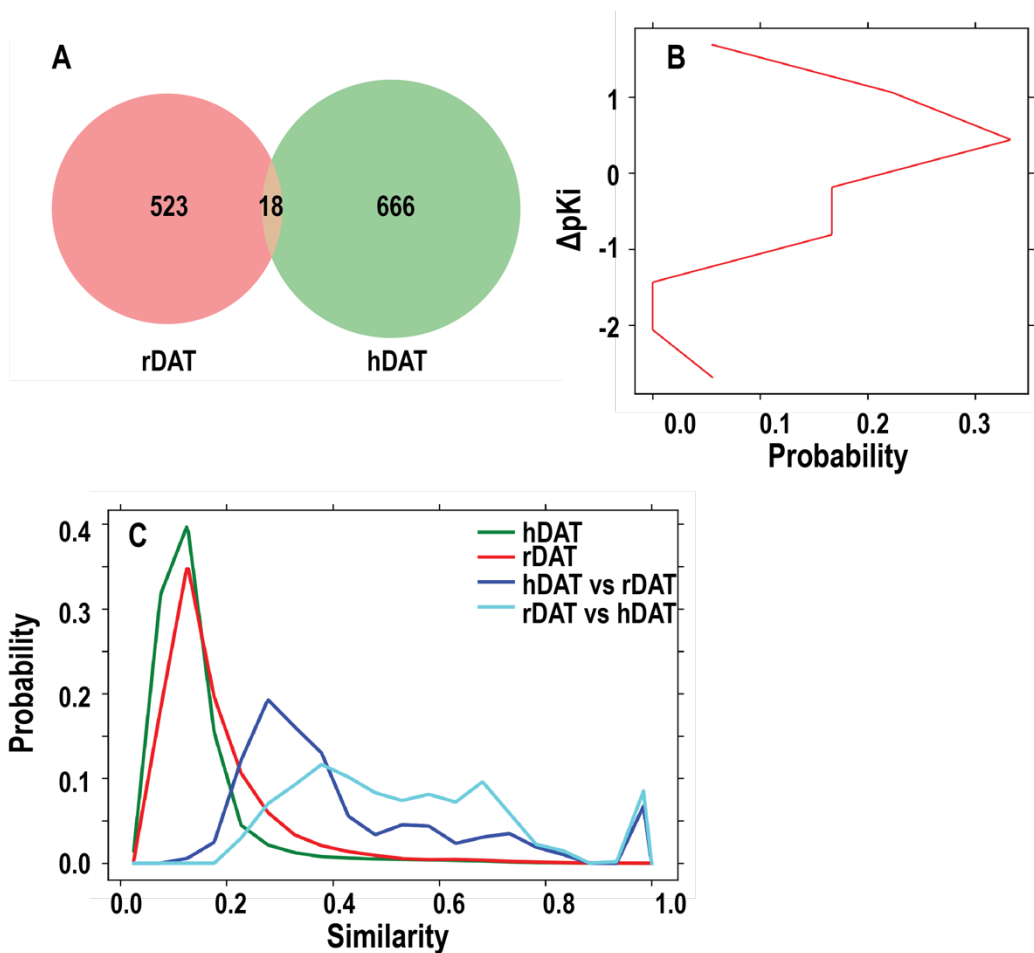 A
523
18
666
rDAT
hDAT
B
1
0
-1
-2
ΔpKi
0.0 0.1 0.2 0.3
Probability
C
hDAT
rDAT
hDAT vs rDAT
rDAT vs hDAT
0.4
0.3
0.2
0.1
0.0
Probability
0.0 0.2 0.4 0.6 0.8 1.0
Similarity